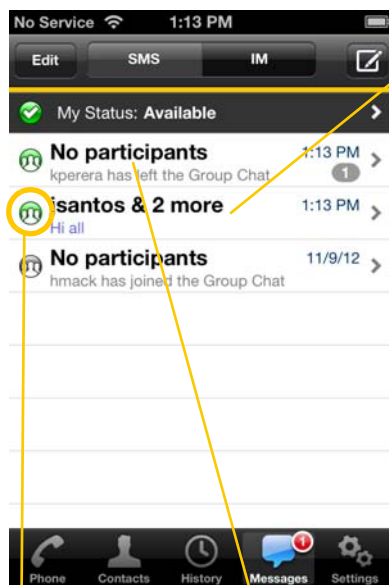 No Service 1:13 PM
Edit SMS IM
My Status: Available
No participants 1:13 PM
kperera has left the Group Chat 1
isantos & 2 more 1:13 PM
Hi all
No participants 11/9/12
hmack has joined the Group Chat
1
Phone Contacts History Messages Settings